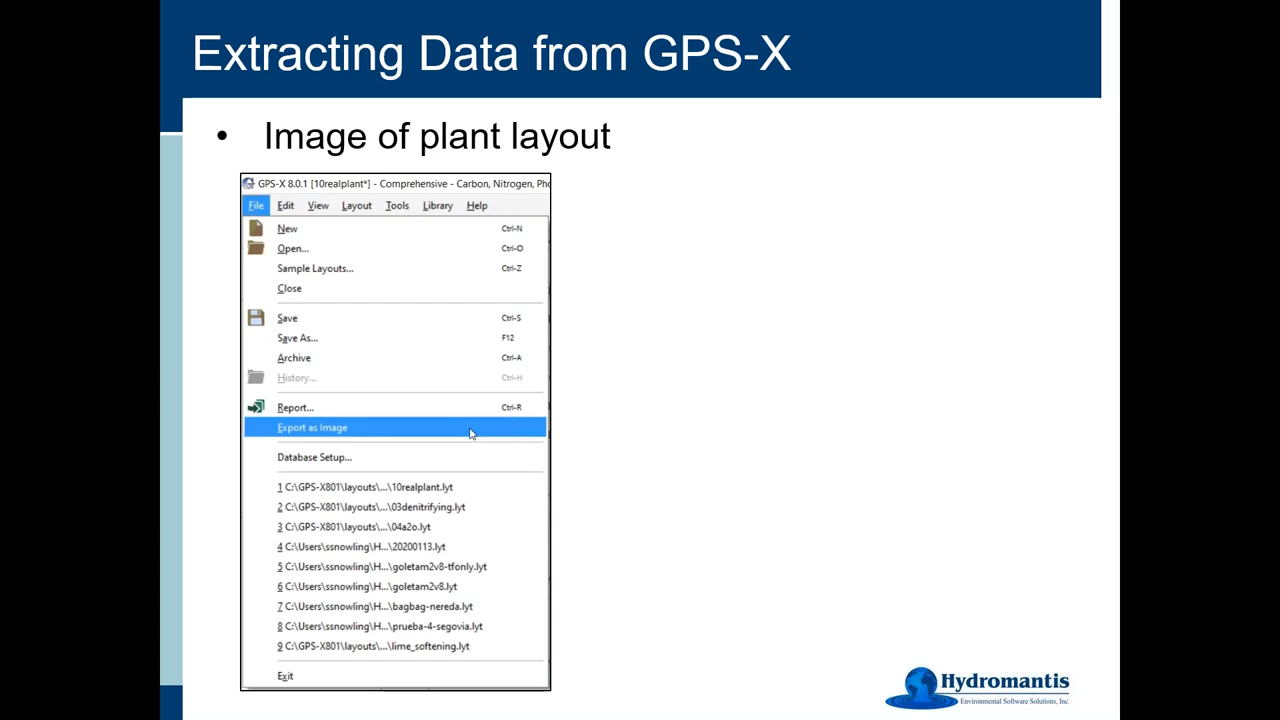 Extracting Data from GPS-X
• Image of plant layout
GPS-X 8.0.1 [10realplant*] - Comprehensive - Carbon, Nitrogen, Pho
File Edit View Layout Tools Library Help
New Ctrl-N
Open... Ctrl-O
Sample Layouts... Ctrl-Z
Close
Save Ctrl-S
Save As... F12
Archive Ctrl-A
History... Ctrl-H
Report... Ctrl-R
Export as Image
Database Setup...
1 C:\GPS-X801\layouts\...\10realplant.lyt
2 C:\GPS-X801\layouts\...\03denitrifying.lyt
3 C:\GPS-X801\layouts\...\04a2o.lyt
4 C:\Users\ssnowling\H...\20200113.lyt
5 C:\Users\ssnowling\H...\goletam2v8-tfonly.lyt
6 C:\Users\ssnowling\H...\goletam2v8.lyt
7 C:\Users\ssnowling\H...\bagbag-nereda.lyt
8 C:\Users\ssnowling\H...\prueba-4-segovia.lyt
9 C:\GPS-X801\layouts\...\lime_softening.lyt
Exit
Hydromantis
Environmental Software Solutions, Inc.